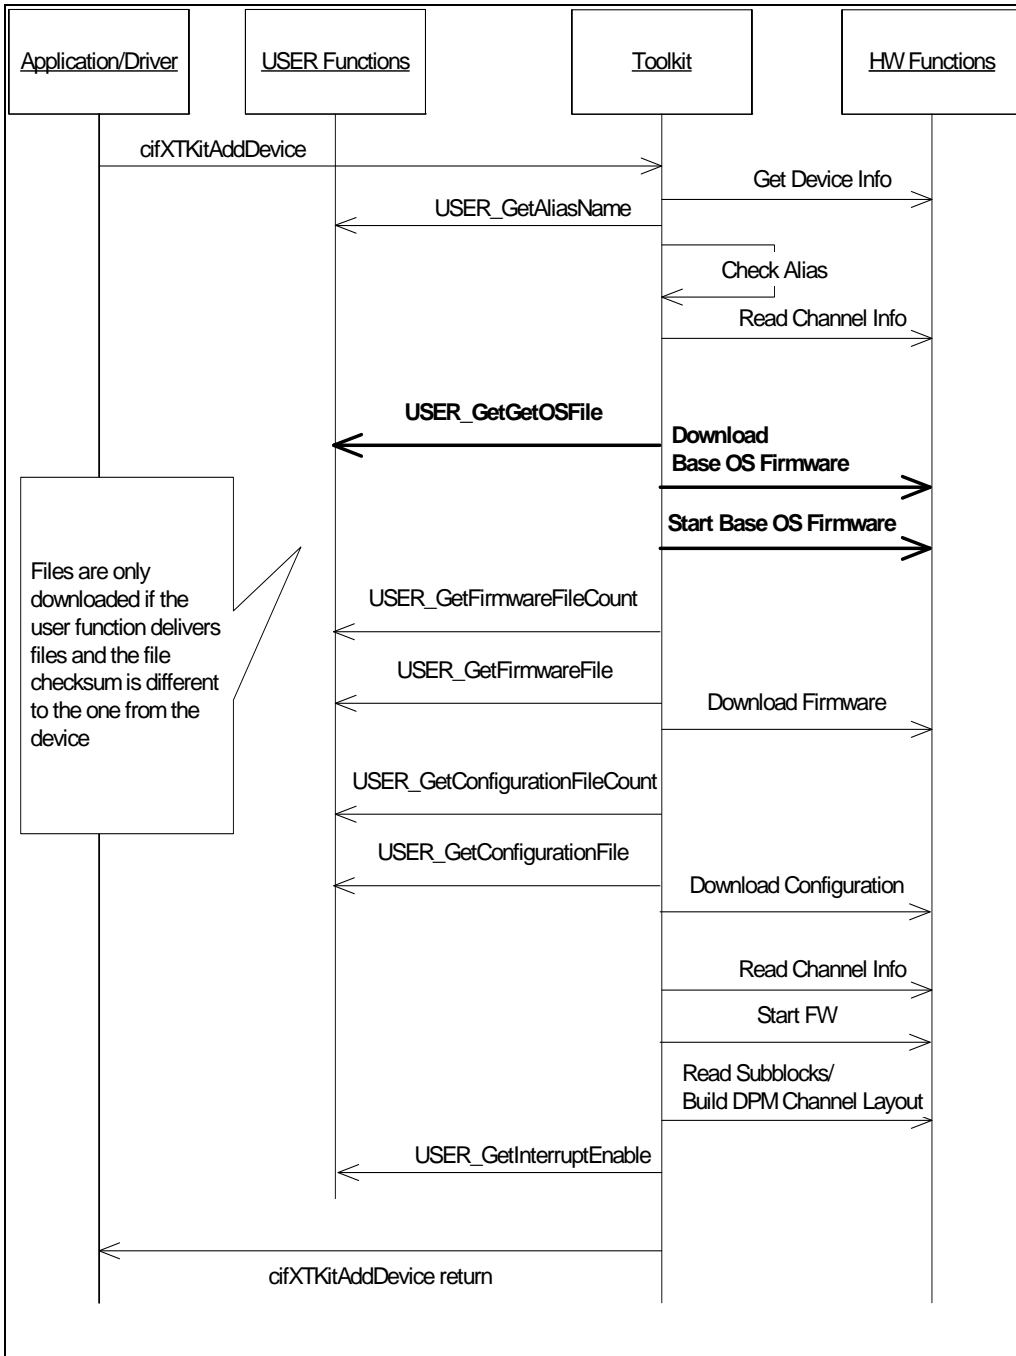 Application/Driver
USER Functions
Toolkit
HW Functions
cifXTKitAddDevice
Get Device Info
USER_GetAliasName
Check Alias
Read Channel Info
USER_GetGetOSFile
Download
Base OS Firmware
Start Base OS Firmware
Files are only
downloaded if the
user function delivers
files and the file
checksum is different
to the one from the
device
USER_GetFirmwareFileCount
USER_GetFirmwareFile
Download Firmware
USER_GetConfigurationFileCount
USER_GetConfigurationFile
Download Configuration
Read Channel Info
Start FW
Read Subblocks/
Build DPM Channel Layout
USER_GetInterruptEnable
cifXTKitAddDevice return